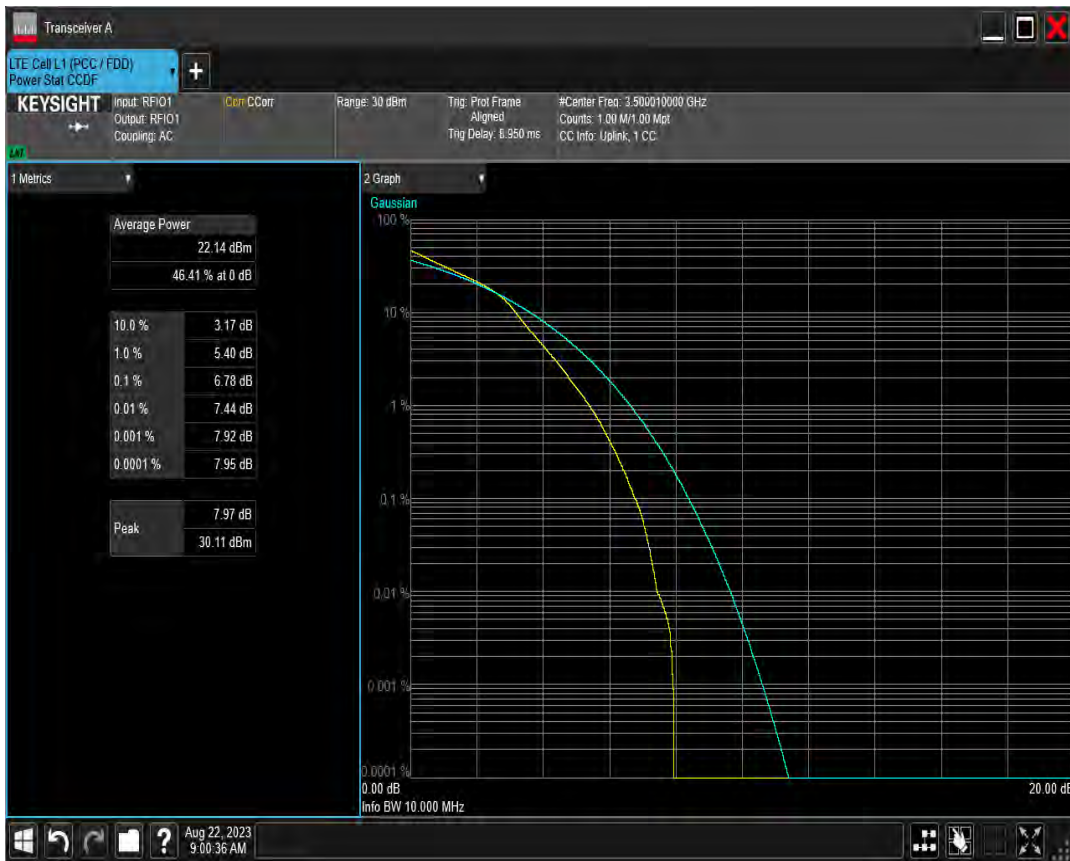 Transceiver A
LTE Cell L1 (PCC / FDD)
Power Stat CCDF
KEYSIGHT
Input: RFIO1
Output: RFIO1
Coupling: AC
Corr CCorr
Range: 30 dBm
Trig: Prot Frame
Aligned
Trig Delay: 8.950 ms
#Center Freq: 3.500010000 GHz
Counts: 1.00 M/1.00 Mpt
CC Info: Uplink, 1 CC
LXI
1 Metrics
Average Power
22.14 dBm
46.41 % at 0 dB
10.0 % 3.17 dB
1.0 % 5.40 dB
0.1 % 6.78 dB
0.01 % 7.44 dB
0.001 % 7.92 dB
0.0001 % 7.95 dB
Peak
7.97 dB
30.11 dBm
2 Graph
Gaussian
100 %
10 %
1 %
0.1 %
0.01 %
0.001 %
0.0001 %
0.00 dB
20.00 dB
Info BW 10.000 MHz
?
Aug 22, 2023
9:00:36 AM